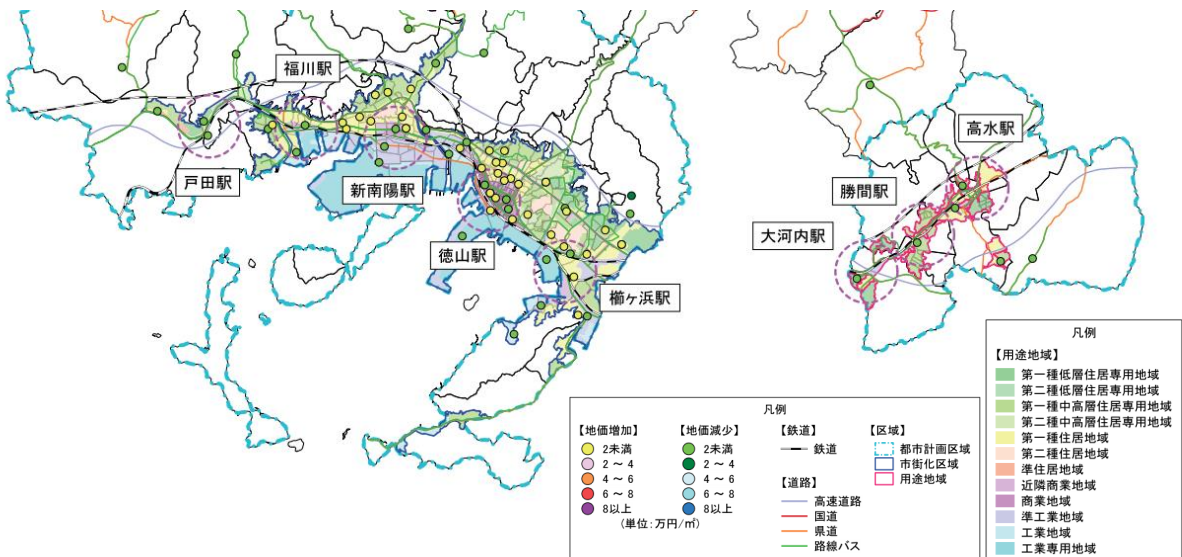 福川駅
戸田駅
新南陽駅
徳山駅
櫛ヶ浜駅
高水駅
勝間駅
大河内駅
凡例
【地価増加】
2未満
2 ～ 4
4 ～ 6
6 ～ 8
8以上
【地価減少】
2未満
2 ～ 4
4 ～ 6
6 ～ 8
8以上
(単位:万円/㎡)
【鉄道】
鉄道
【道路】
高速道路
国道
県道
路線バス
【区域】
都市計画区域
市街化区域
用途地域
凡例
【用途地域】
第一種低層住居専用地域
第二種低層住居専用地域
第一種中高層住居専用地域
第二種中高層住居専用地域
第一種住居地域
第二種住居地域
準住居地域
近隣商業地域
商業地域
準工業地域
工業地域
工業専用地域